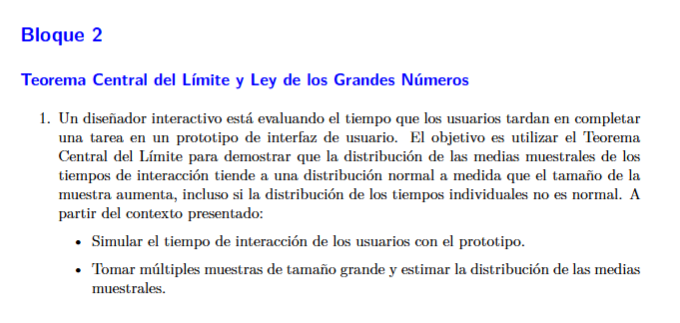 Bloque 2
Teorema Central del Límite y Ley de los Grandes Números
1. Un diseñador interactivo está evaluando el tiempo que los usuarios tardan en completar
una tarea en un prototipo de interfaz de usuario. El objetivo es utilizar el Teorema
Central del Límite para demostrar que la distribución de las medias muestrales de los
tiempos de interacción tiende a una distribución normal a medida que el tamaño de la
muestra aumenta, incluso si la distribución de los tiempos individuales no es normal. A
partir del contexto presentado:
• Simular el tiempo de interacción de los usuarios con el prototipo.
• Tomar múltiples muestras de tamaño grande y estimar la distribución de las medias
muestrales.